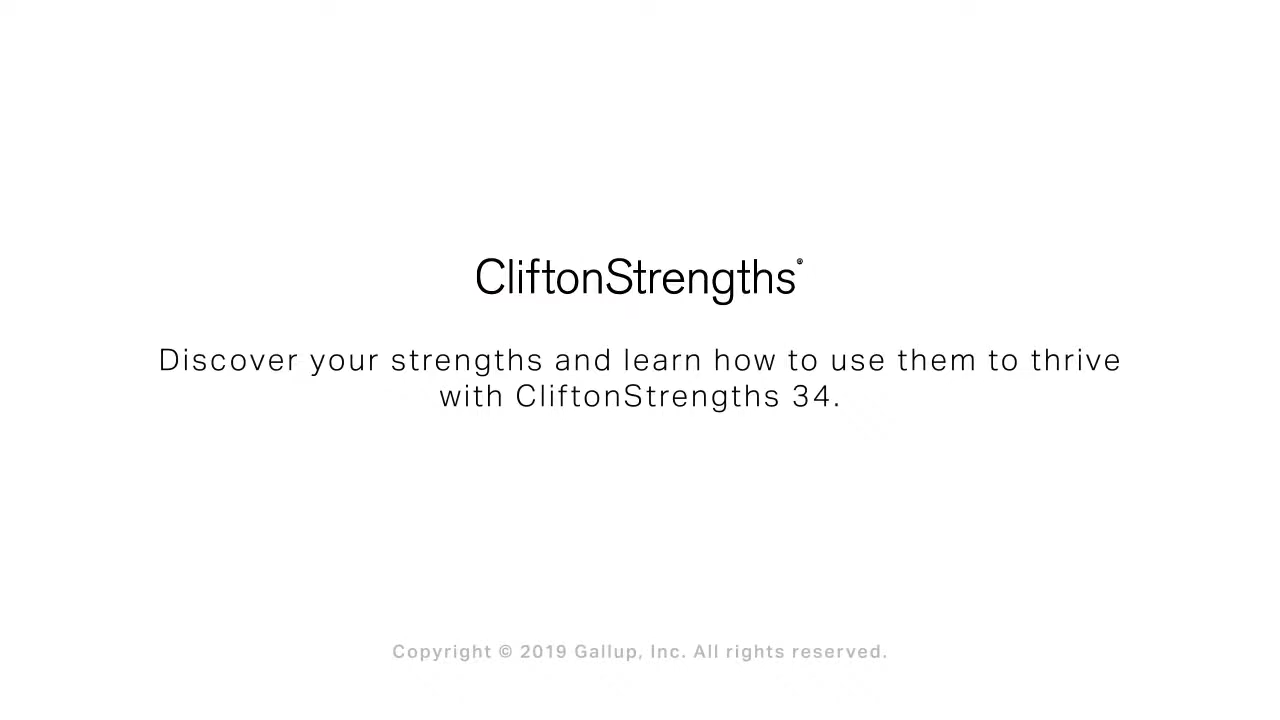 CliftonStrengths®
Discover your strengths and learn how to use them to thrive
with CliftonStrengths 34.
Copyright © 2019 Gallup, Inc. All rights reserved.